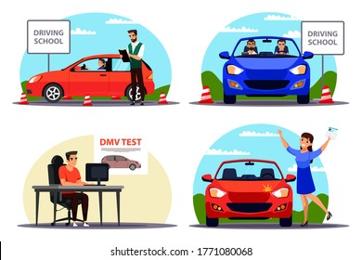 DRIVING
SCHOOL
DRIVING
SCHOOL
DMV TEST
shutterstock.com · 1771080068